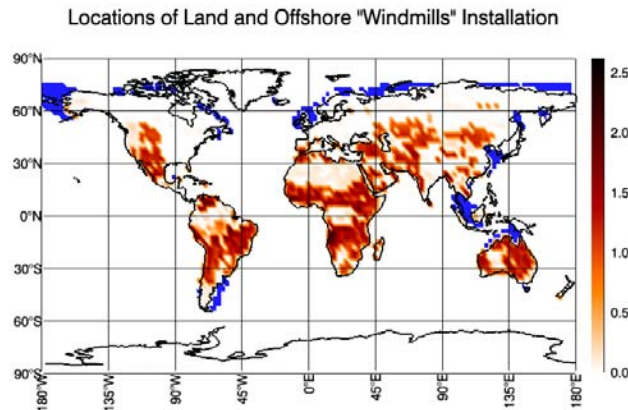 Locations of Land and Offshore "Windmills" Installation
90°N
60°N
30°N
0°N
30°S
60°S
90°S
180°W
135°W
90°W
45°W
0°E
45°E
90°E
135°E
180°E
2.5
2.0
1.5
1.0
0.5
0.0